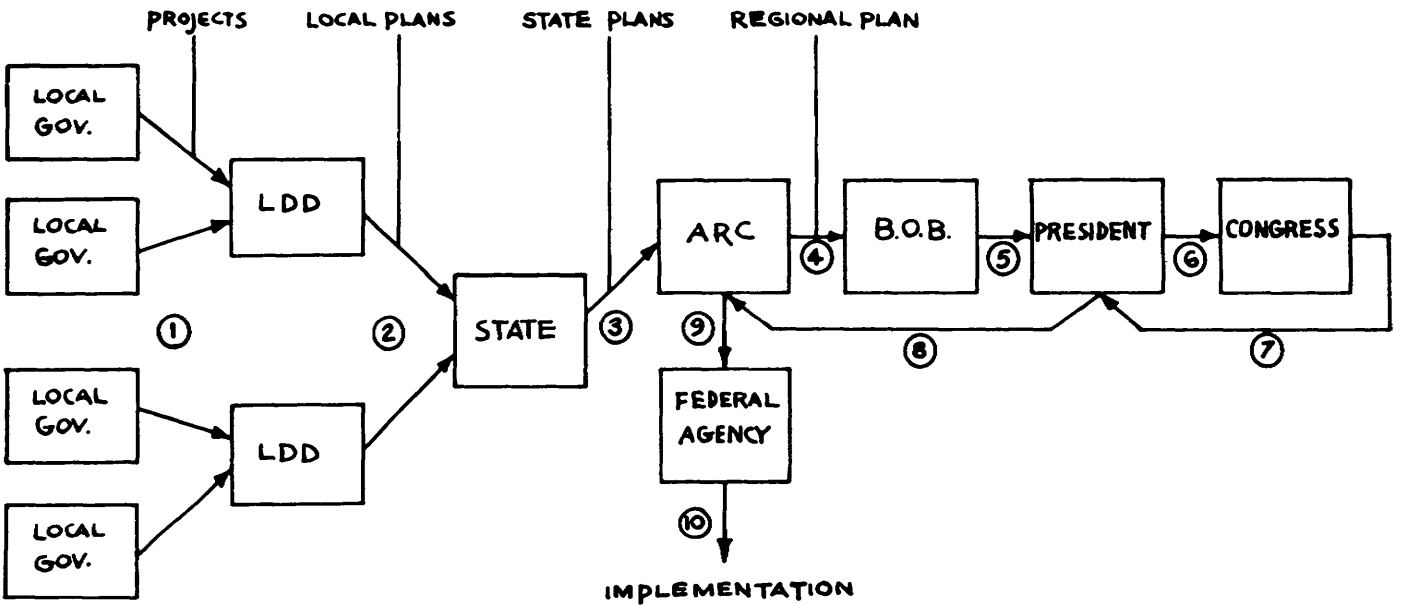 PROJECTS
LOCAL PLANS
STATE PLANS
REGIONAL PLAN
LOCAL
GOV.
LOCAL
GOV.
LDD
ARC
B.O.B.
PRESIDENT
CONGRESS
4
5
6
1
2
STATE
3
9
8
7
LOCAL
GOV.
LDD
FEDERAL
AGENCY
LOCAL
GOV.
10
IMPLEMENTATION